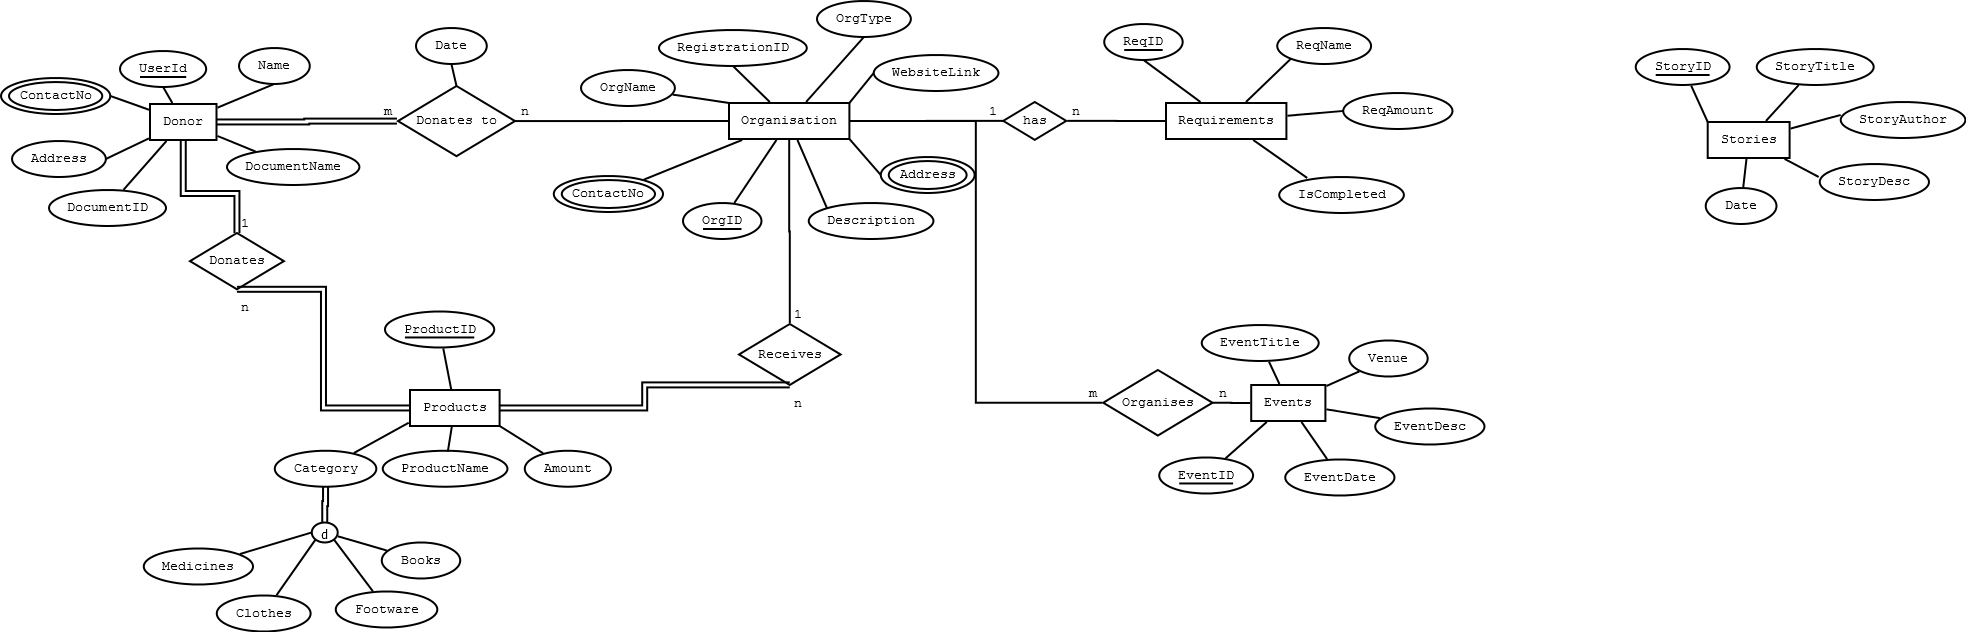 OrgType
Date
RegistrationID
ReqID
ReqName
UserId
Name
StoryID
StoryTitle
WebsiteLink
ContactNo
OrgName
ReqAmount
m
n
1
n
Donor
Donates to
Organisation
has
Requirements
StoryAuthor
Stories
Address
DocumentName
Address
StoryDesc
ContactNo
IsCompleted
DocumentID
OrgID
Description
Date
1
Donates
n
1
ProductID
EventTitle
Receives
Venue
m
n
n
Products
Organises
Events
EventDesc
Category
ProductName
Amount
EventID
EventDate
d
Medicines
Books
Clothes
Footware